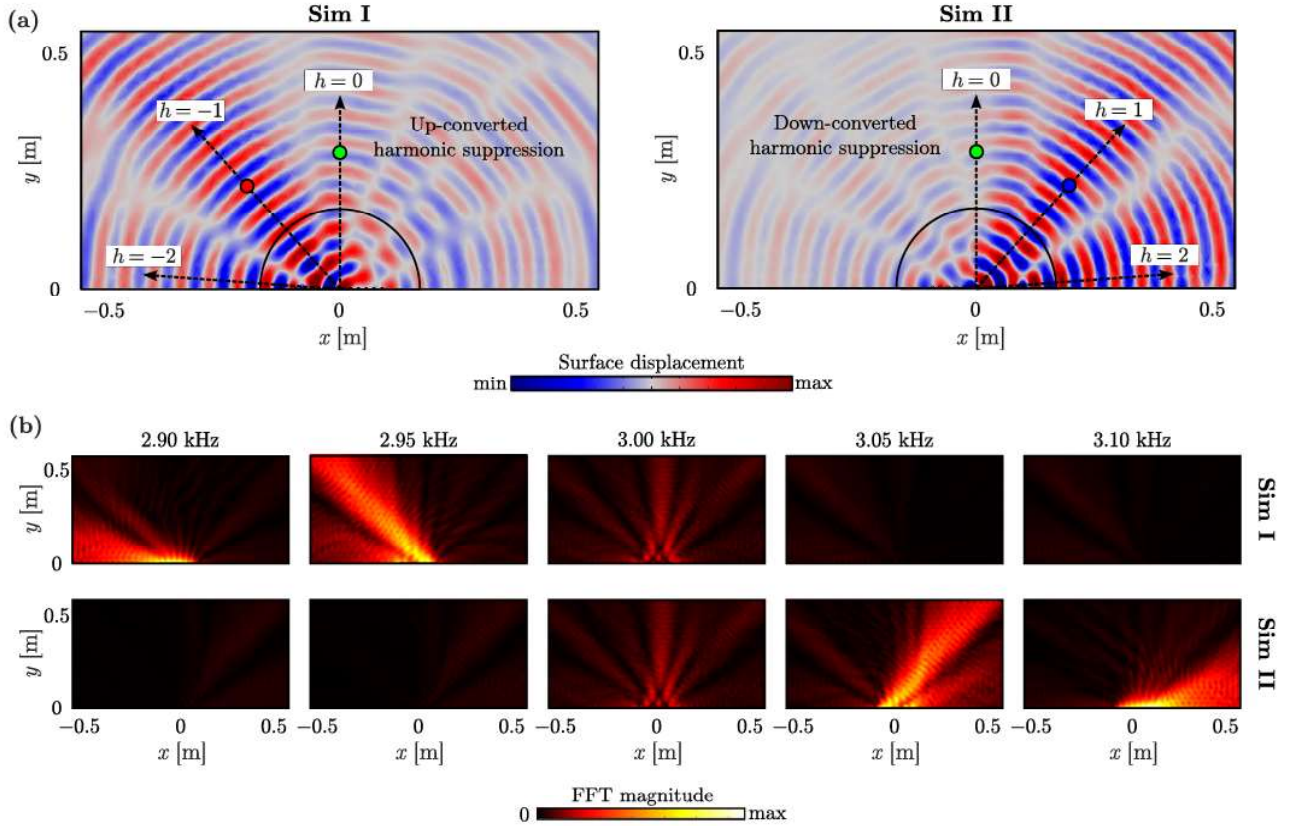 (a)
Sim I
Sim II
0.5
y [m]
0
h = −1
h = 0
Up-converted
harmonic suppression
h = −2
−0.5
0
0.5
x [m]
0.5
y [m]
0
h = 0
h = 1
Down-converted
harmonic suppression
h = 2
−0.5
0
0.5
x [m]
Surface displacement
min
max
(b)
2.90 kHz
2.95 kHz
3.00 kHz
3.05 kHz
3.10 kHz
0.5
y [m]
0
Sim I
0.5
y [m]
0
Sim II
−0.5
0
0.5
−0.5
0
0.5
−0.5
0
0.5
−0.5
0
0.5
−0.5
0
0.5
x [m]
x [m]
x [m]
x [m]
x [m]
FFT magnitude
0
max